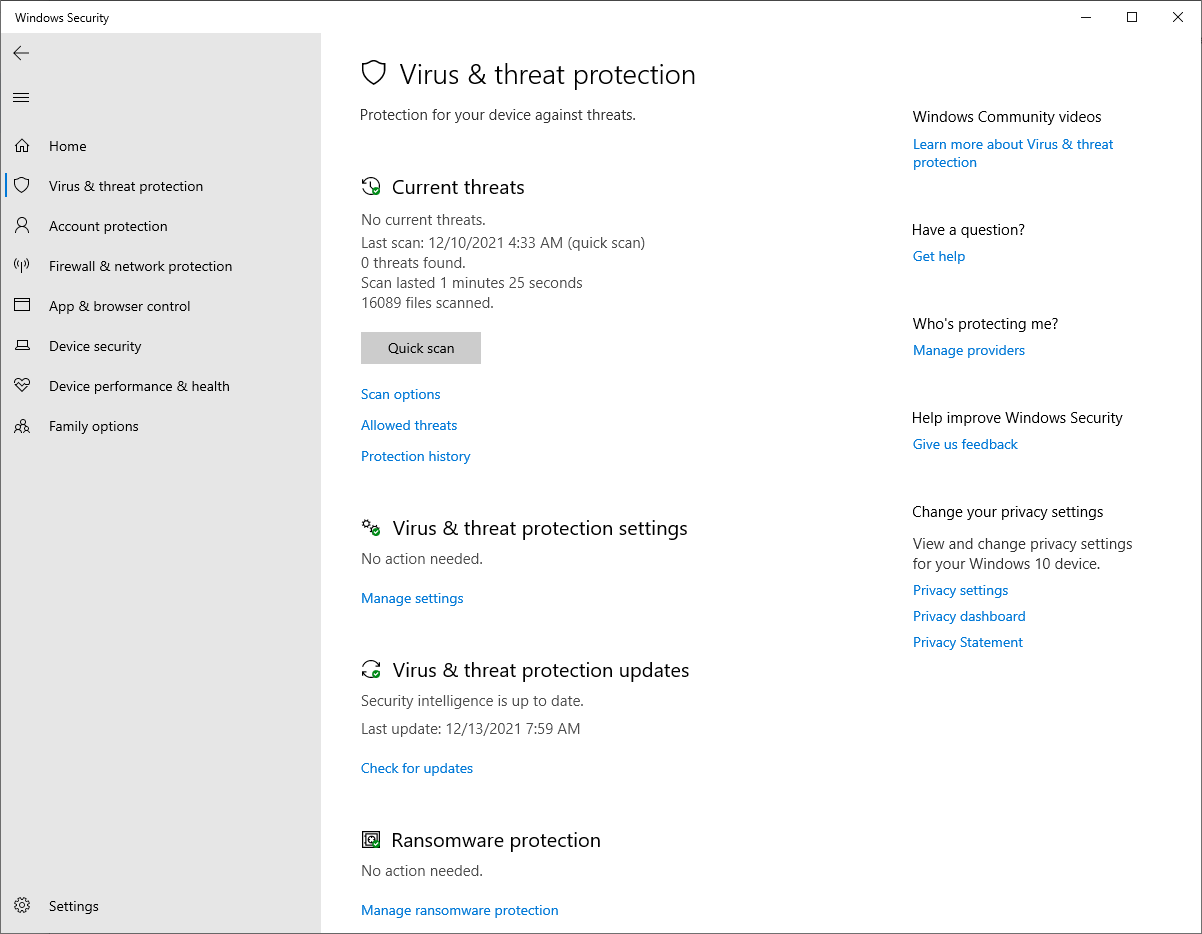 Windows Security
Home
Virus & threat protection
Account protection
Firewall & network protection
App & browser control
Device security
Device performance & health
Family options
Settings
Virus & threat protection
Protection for your device against threats.
Current threats
No current threats.
Last scan: 12/10/2021 4:33 AM (quick scan)
0 threats found.
Scan lasted 1 minutes 25 seconds
16089 files scanned.
Quick scan
Scan options
Allowed threats
Protection history
Virus & threat protection settings
No action needed.
Manage settings
Virus & threat protection updates
Security intelligence is up to date.
Last update: 12/13/2021 7:59 AM
Check for updates
Ransomware protection
No action needed.
Manage ransomware protection
Windows Community videos
Learn more about Virus & threat
protection
Have a question?
Get help
Who's protecting me?
Manage providers
Help improve Windows Security
Give us feedback
Change your privacy settings
View and change privacy settings
for your Windows 10 device.
Privacy settings
Privacy dashboard
Privacy Statement